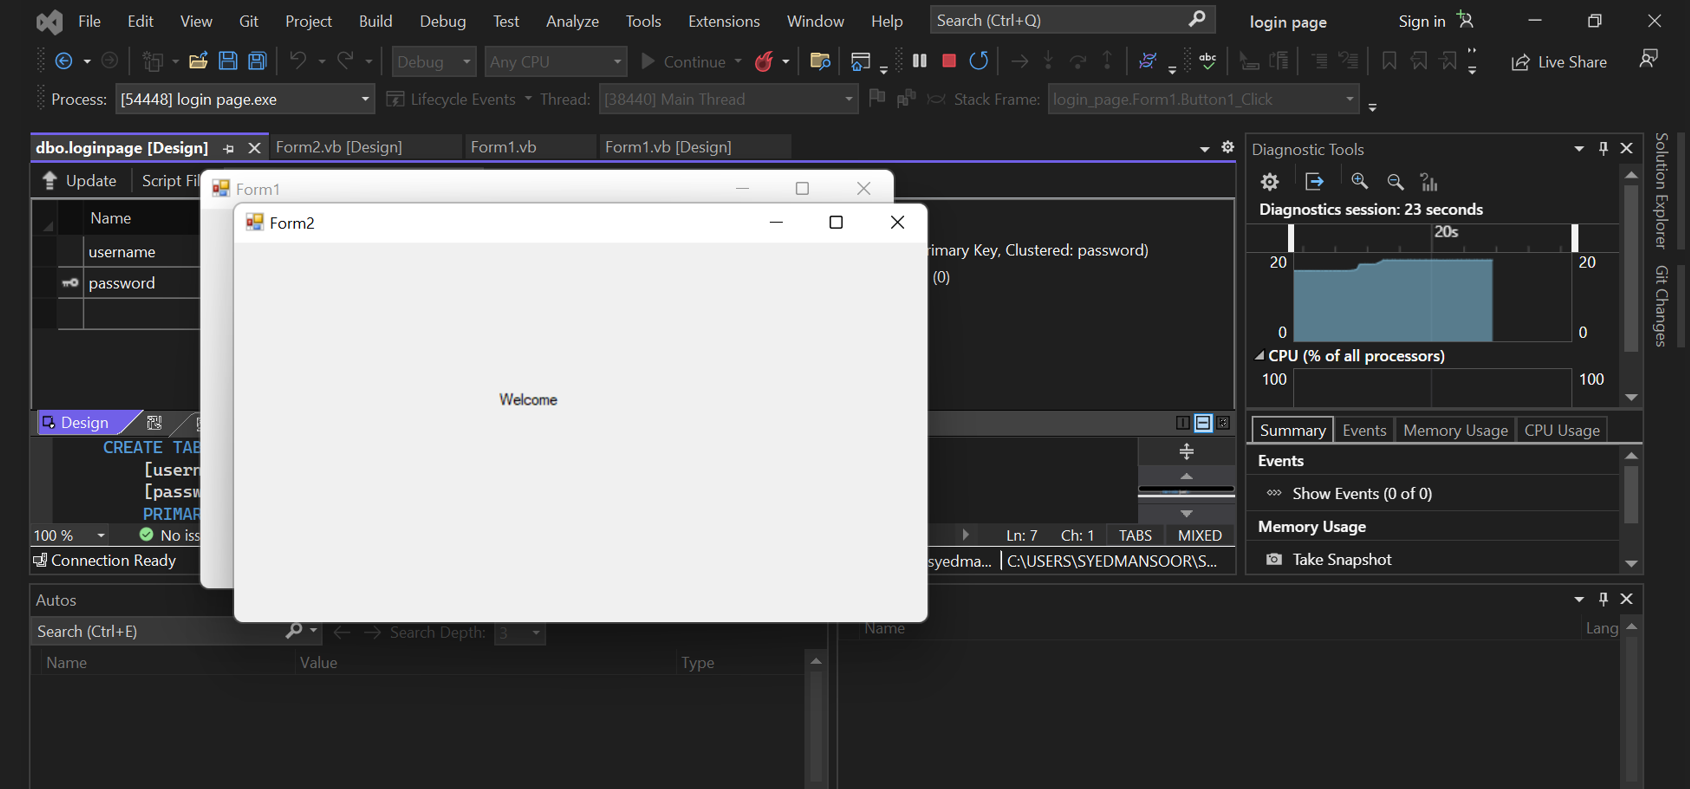 File Edit View Git Project Build Debug Test Analyze Tools Extensions Window Help Search (Ctrl+Q) login page Sign in
Debug Any CPU Continue abc Live Share
Process: [54448] login page.exe Lifecycle Events Thread: [38440] Main Thread Stack Frame: login_page.Form1.Button1_Click
dbo.loginpage [Design] Form2.vb [Design] Form1.vb Form1.vb [Design]
Update Script Fil
Form1
Form2
Name
username
password
imary Key, Clustered: password)
(0)
Welcome
Design
CREATE TAB
[usern
[passw
PRIMAR
100 % No iss Ln: 7 Ch: 1 TABS MIXED
Connection Ready syedma... C:\USERS\SYEDMANSOOR\S...
Diagnostic Tools
Diagnostics session: 23 seconds
20s
20 20
0 0
CPU (% of all processors)
100 100
Summary Events Memory Usage CPU Usage
Events
Show Events (0 of 0)
Memory Usage
Take Snapshot
Solution Explorer
Git Changes
Autos
Search (Ctrl+E) Search Depth: 3
Name Value Type
Name Lang